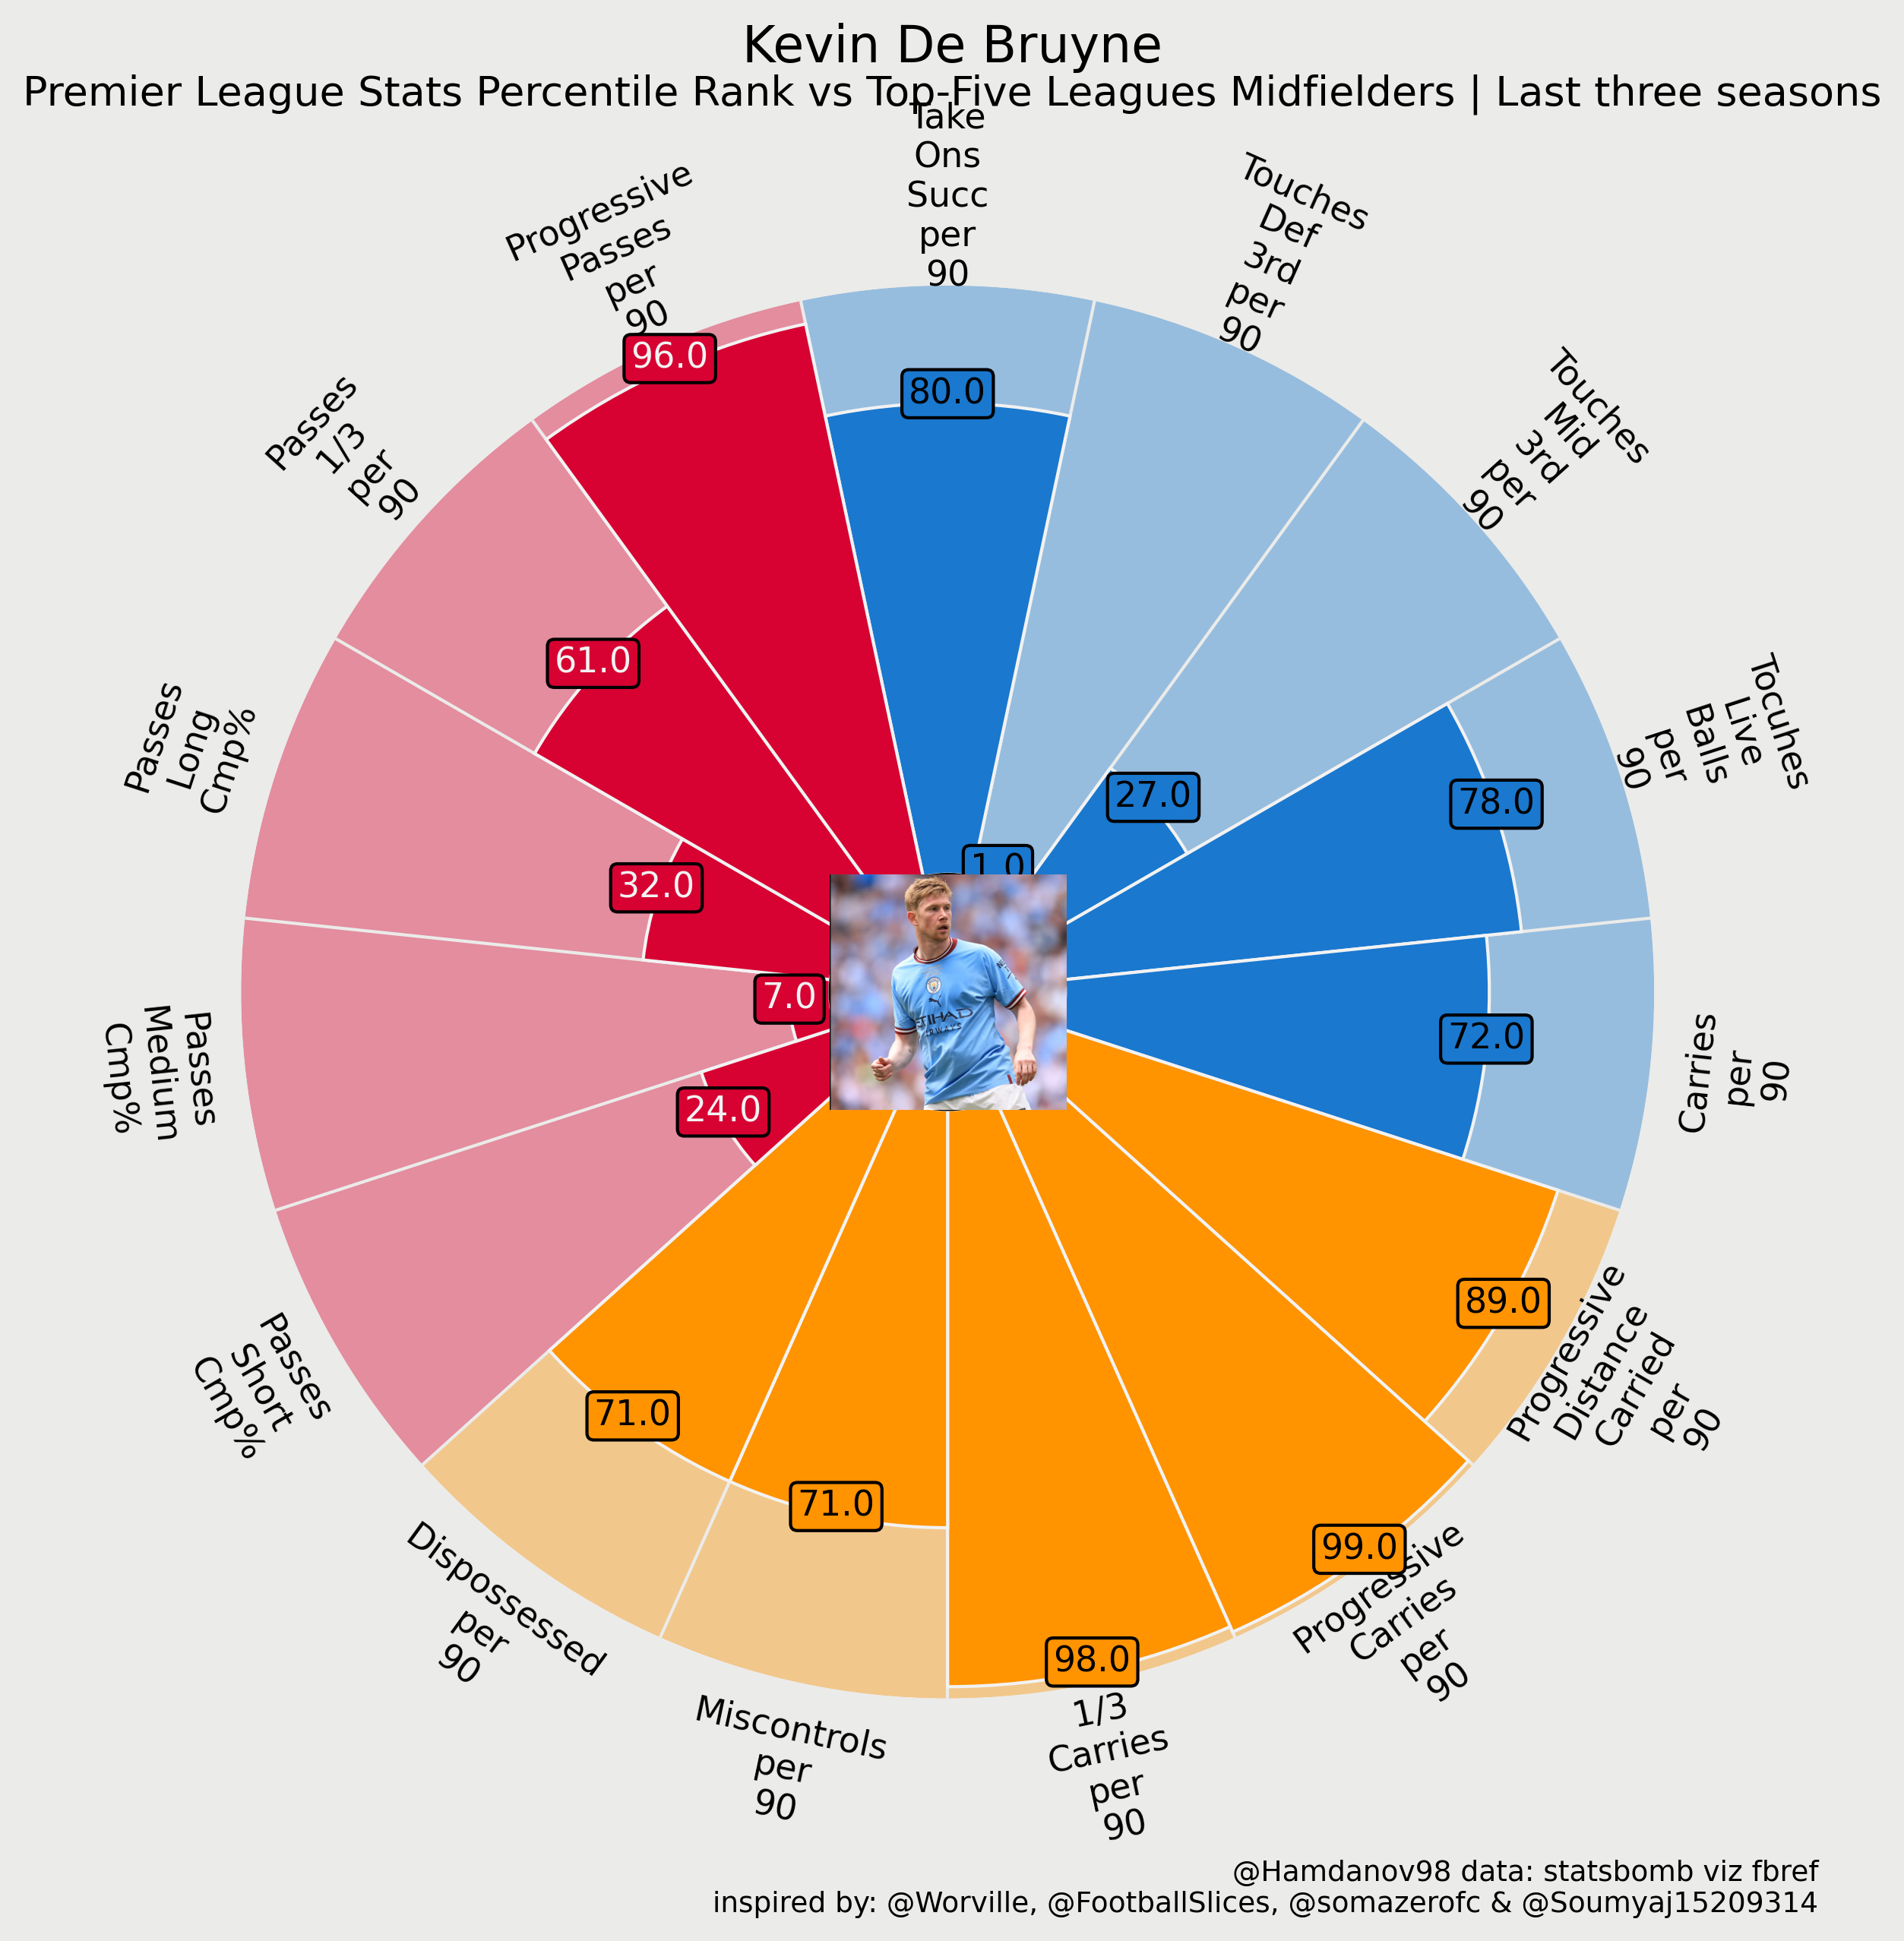 Kevin De Bruyne
Premier League Stats Percentile Rank vs Top-Five Leagues Midfielders | Last three seasons
Take
Ons
Succ
per
90
80.0
Touches
Def
3rd
per
90
1.0
Touches
Mid
3rd
per
90
27.0
Tocuhes
Live
Balls
per
90
78.0
Carries
per
90
72.0
Progressive
Distance
Carried
per
90
89.0
Progressive
Carries
per
90
99.0
1/3
Carries
per
90
98.0
Miscontrols
per
90
71.0
Dispossessed
per
90
71.0
Passes
Short
Cmp%
24.0
Passes
Medium
Cmp%
7.0
Passes
Long
Cmp%
32.0
Passes
1/3
per
90
61.0
Progressive
Passes
per
90
96.0
ETIHAD
AIRWAYS
@Hamdanov98 data: statsbomb viz fbref
inspired by: @Worville, @FootballSlices, @somazerofc & @Soumyaj15209314